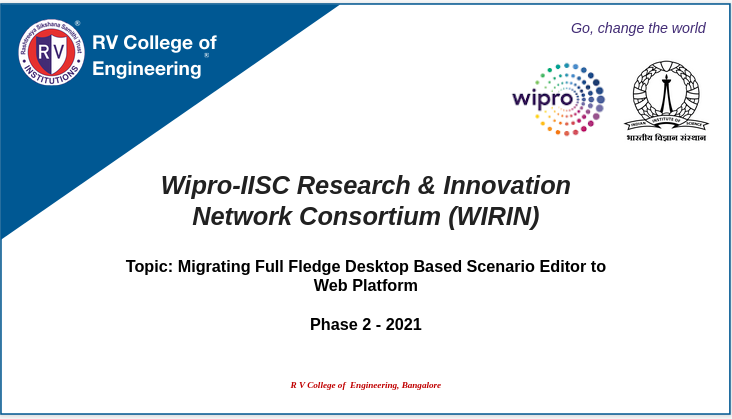 Go, change the world
Rashtreeya Sikshana Samithi Trust
RV
INSTITUTIONS
®
RV College of
Engineering®
wipro
INDIAN INSTITUTE OF SCIENCE
भारतीय विज्ञान संस्थान
Wipro-IISC Research & Innovation
Network Consortium (WIRIN)
Topic: Migrating Full Fledge Desktop Based Scenario Editor to
Web Platform
Phase 2 - 2021
R V College of Engineering, Bangalore